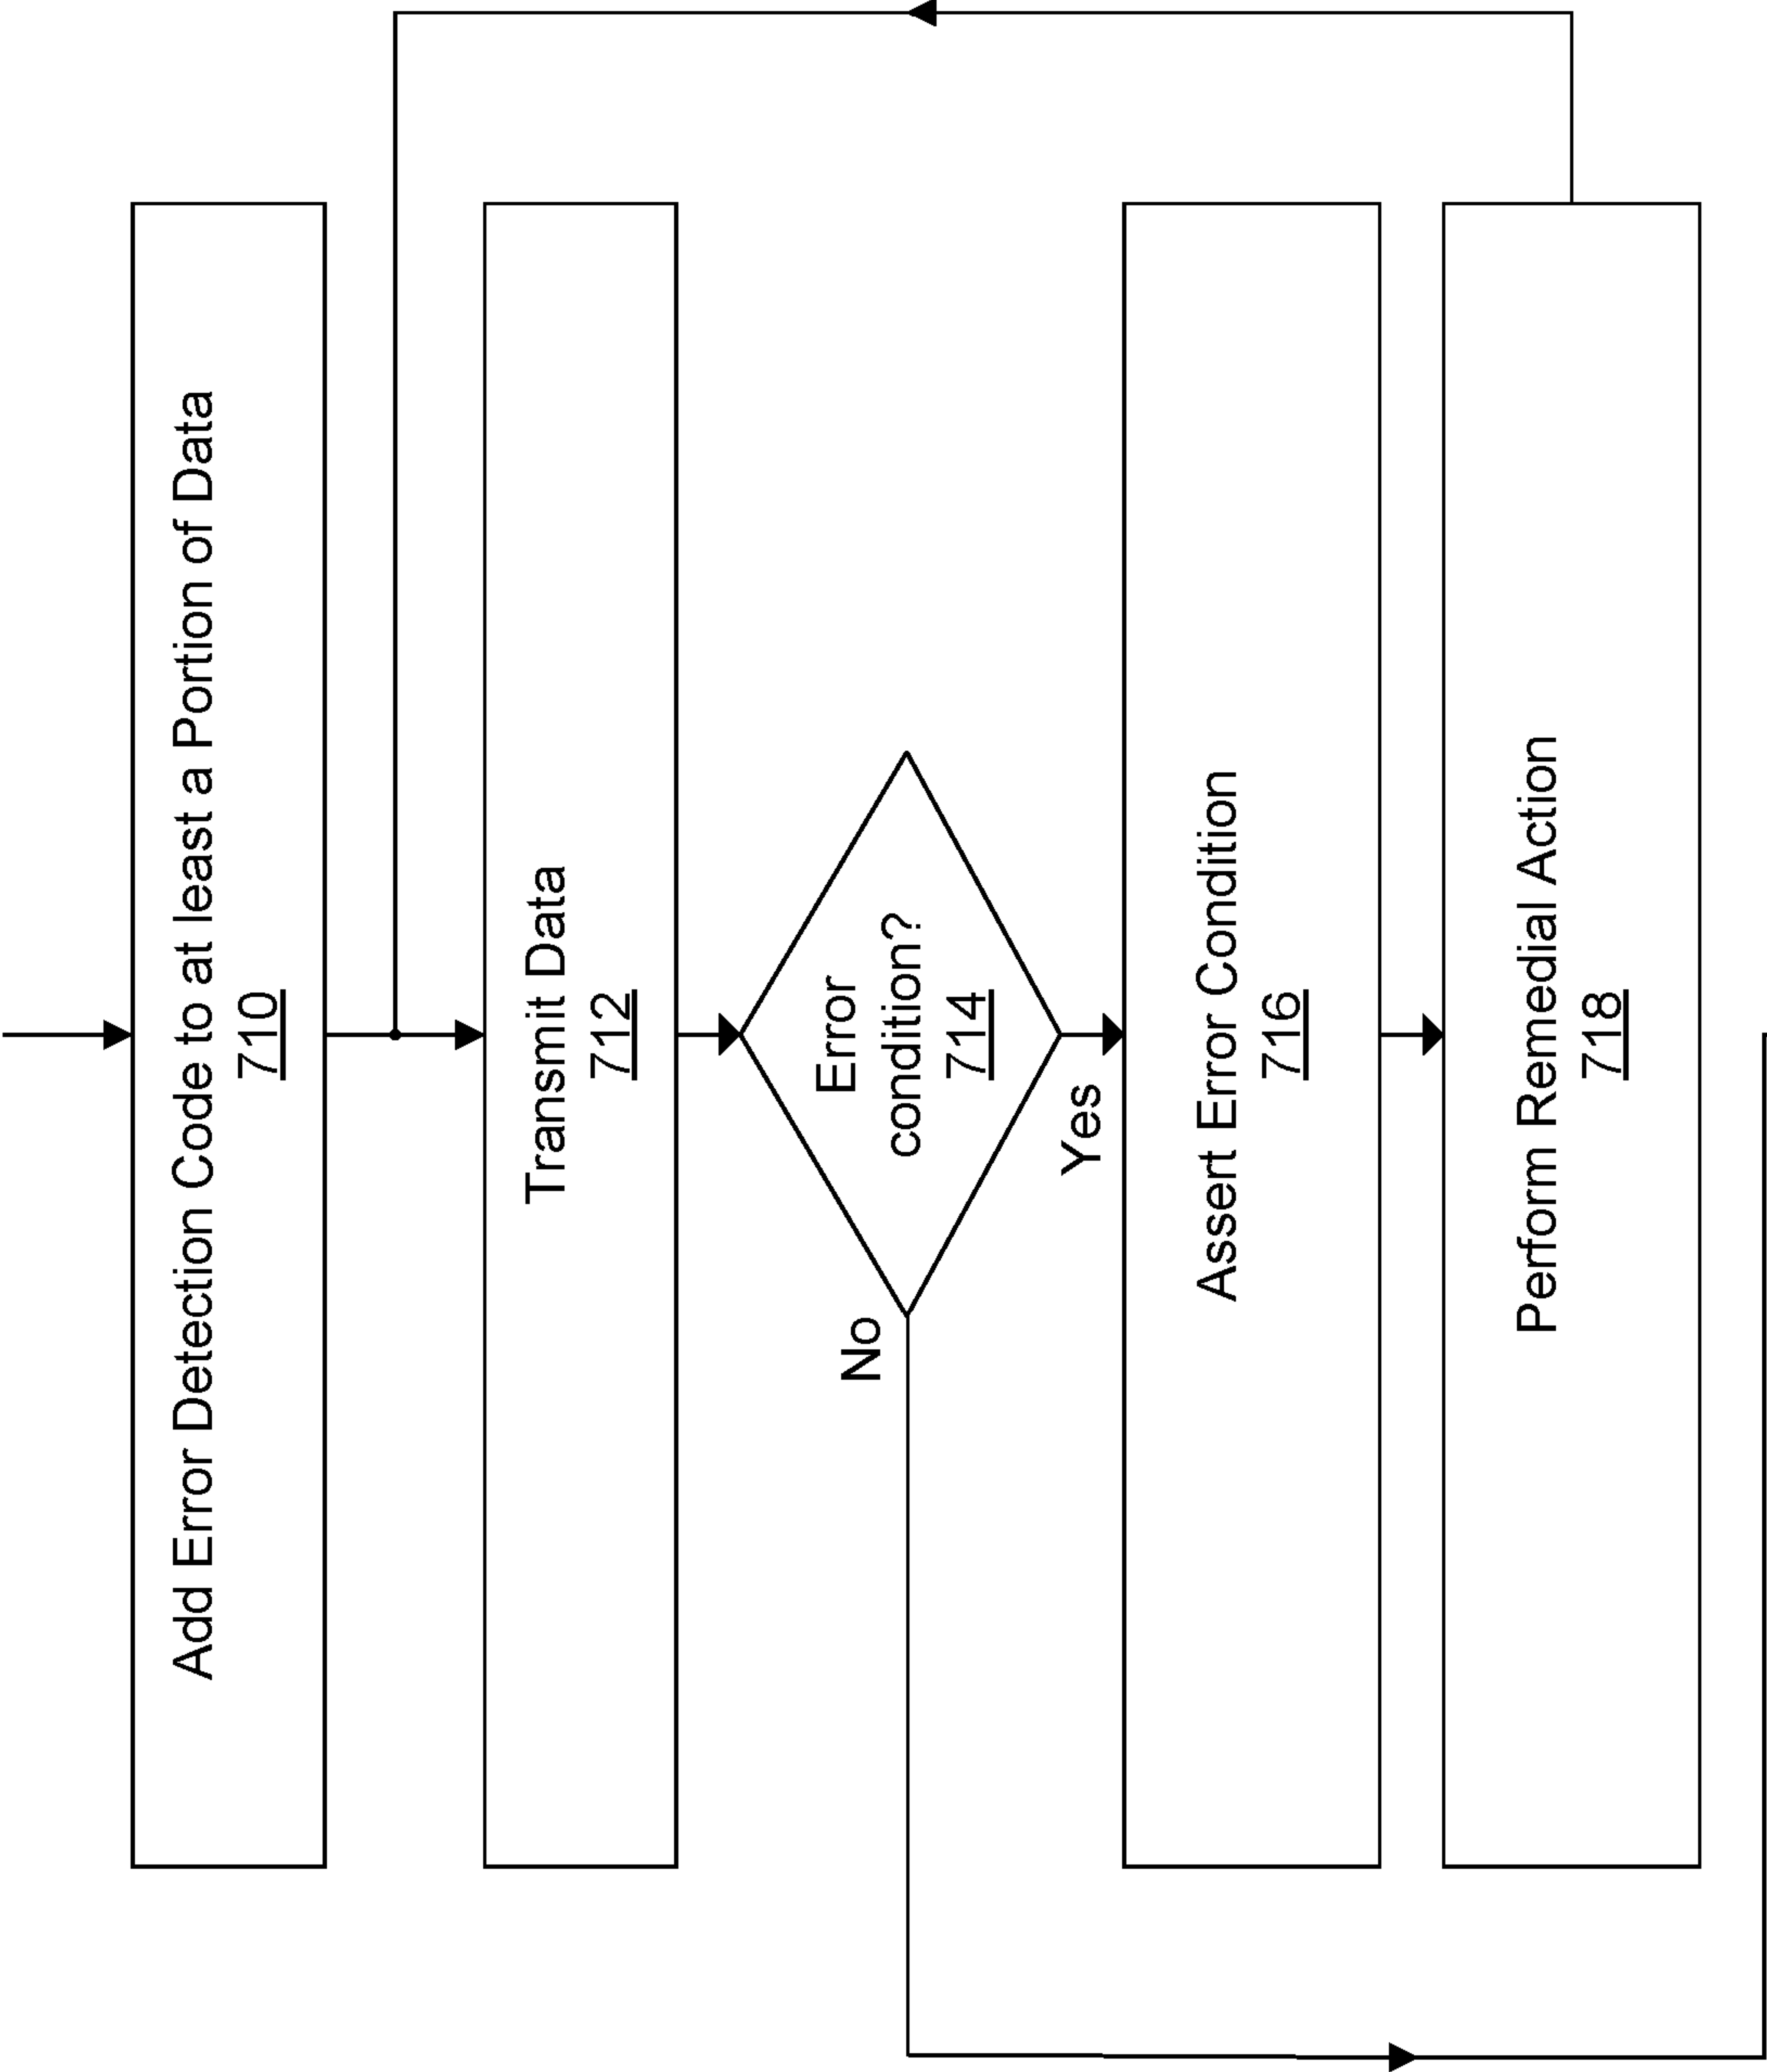 Add Error Detection Code to at least a Portion of Data
710
Transmit Data
712
Error
condition?
714
No
Yes
Assert Error Condition
716
Perform Remedial Action
718